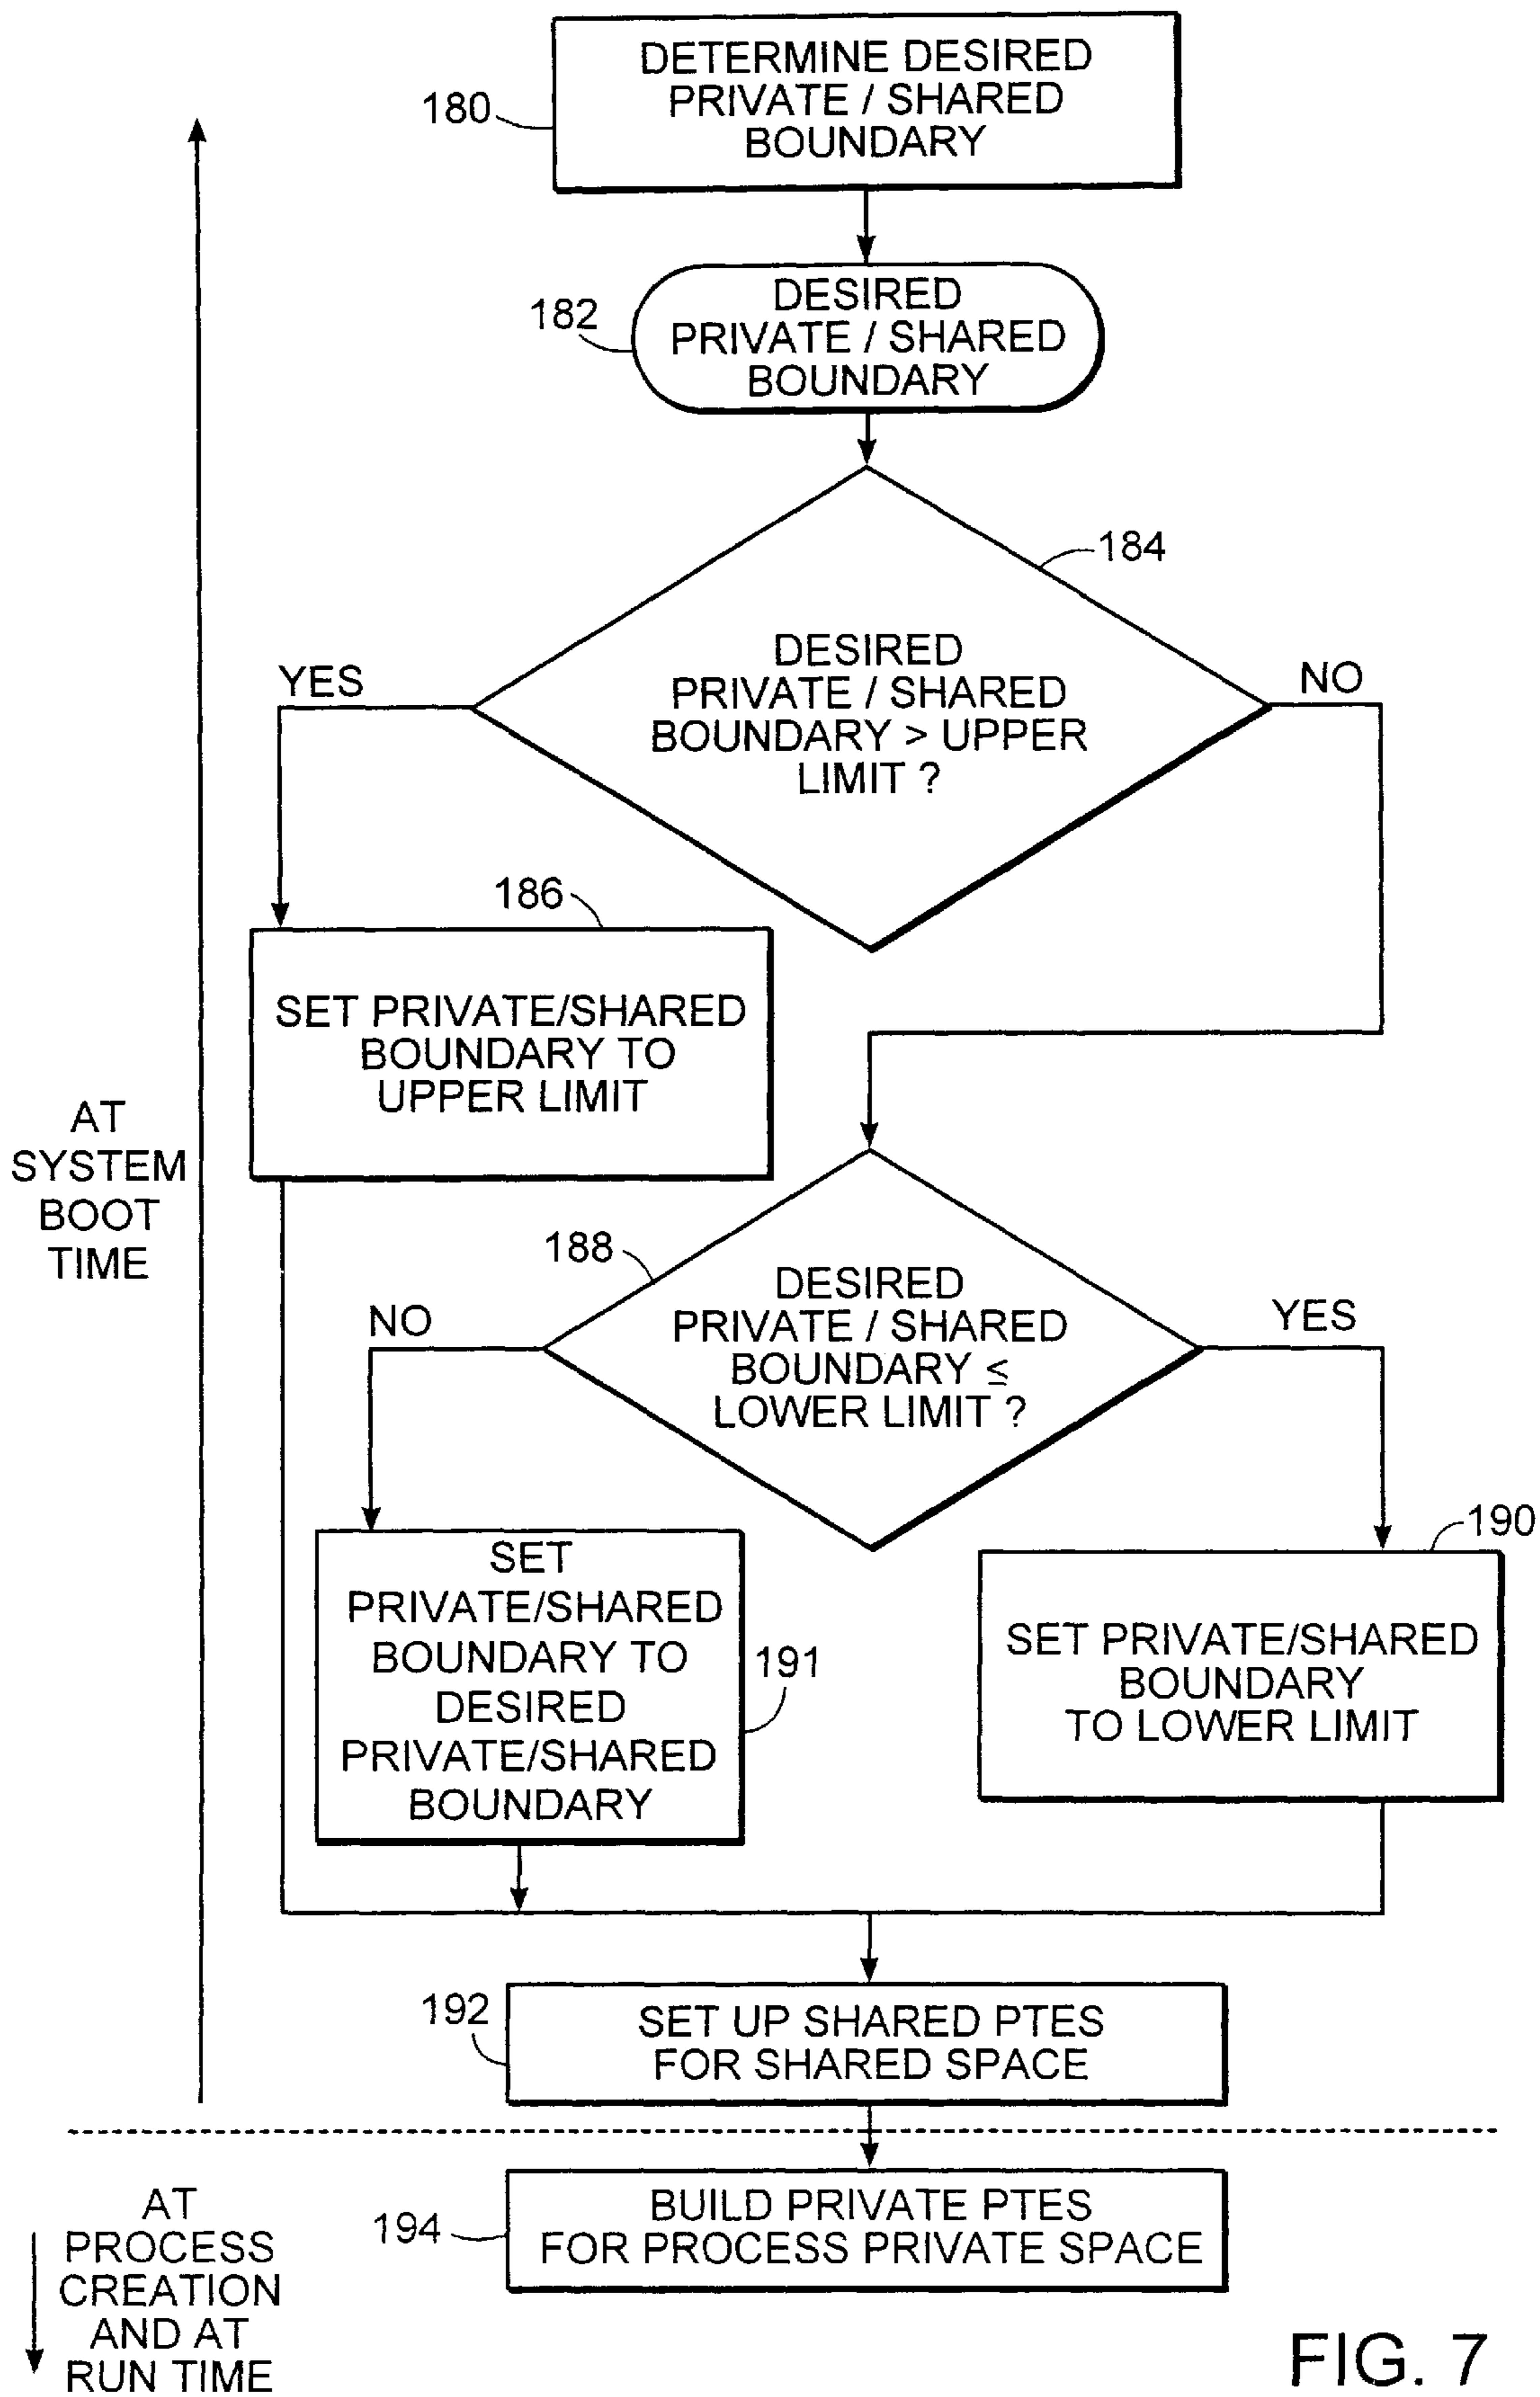 DETERMINE DESIRED
PRIVATE / SHARED
BOUNDARY
180
DESIRED
PRIVATE / SHARED
BOUNDARY
182
184
DESIRED
PRIVATE / SHARED
BOUNDARY > UPPER
LIMIT ?
YES
NO
186
SET PRIVATE/SHARED
BOUNDARY TO
UPPER LIMIT
AT
SYSTEM
BOOT
TIME
188
DESIRED
PRIVATE / SHARED
BOUNDARY ≤
LOWER LIMIT ?
NO
YES
SET
PRIVATE/SHARED
BOUNDARY TO
DESIRED
PRIVATE/SHARED
BOUNDARY
191
190
SET PRIVATE/SHARED
BOUNDARY
TO LOWER LIMIT
192
SET UP SHARED PTES
FOR SHARED SPACE
AT
PROCESS
CREATION
AND AT
RUN TIME
194
BUILD PRIVATE PTES
FOR PROCESS PRIVATE SPACE
FIG. 7